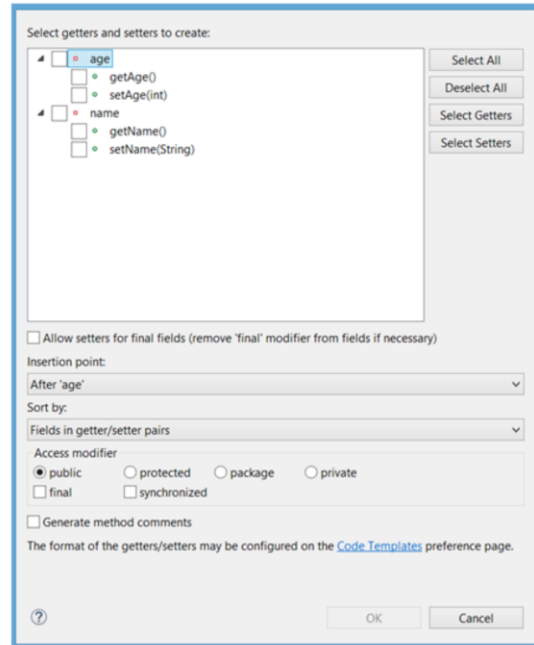 Select getters and setters to create:
age
getAge()
setAge(int)
name
getName()
setName(String)
Select All
Deselect All
Select Getters
Select Setters
Allow setters for final fields (remove 'final' modifier from fields if necessary)
Insertion point:
After 'age'
Sort by:
Fields in getter/setter pairs
Access modifier
public protected package private
final synchronized
Generate method comments
The format of the getters/setters may be configured on the Code Templates preference page.
? OK Cancel